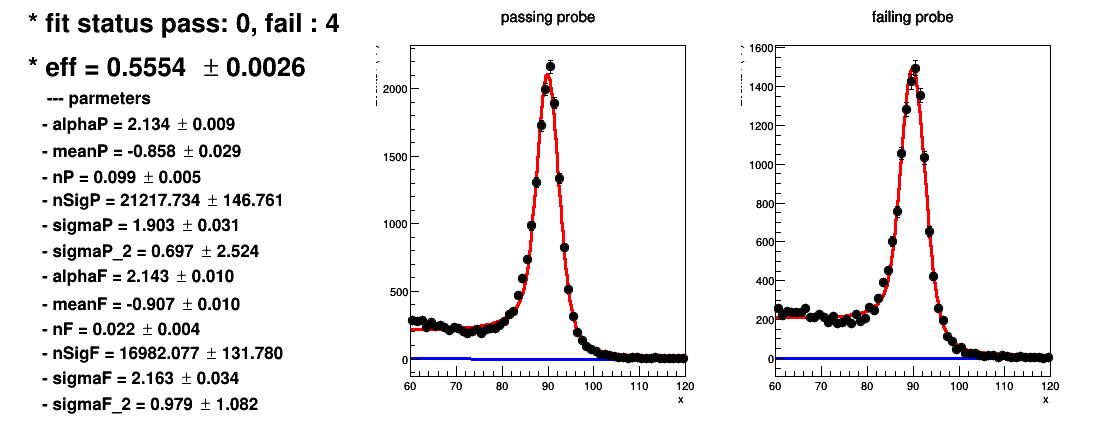 * fit status pass: 0, fail : 4
* eff = 0.5554 ± 0.0026
--- parmeters
- alphaP = 2.134 ± 0.009
- meanP = -0.858 ± 0.029
- nP = 0.099 ± 0.005
- nSigP = 21217.734 ± 146.761
- sigmaP = 1.903 ± 0.031
- sigmaP_2 = 0.697 ± 2.524
- alphaF = 2.143 ± 0.010
- meanF = -0.907 ± 0.010
- nF = 0.022 ± 0.004
- nSigF = 16982.077 ± 131.780
- sigmaF = 2.163 ± 0.034
- sigmaF_2 = 0.979 ± 1.082
passing probe
2000
1500
1000
500
0
60 70 80 90 100 110 120
x
failing probe
1600
1400
1200
1000
800
600
400
200
0
60 70 80 90 100 110 120
x